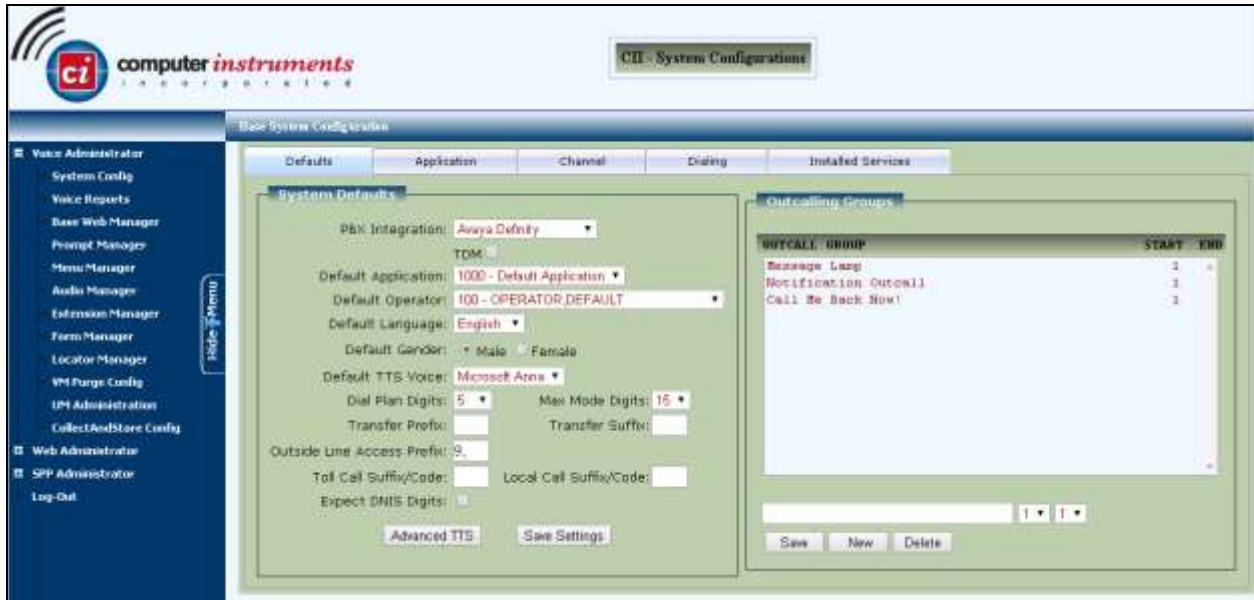 ci computer instruments
incorporated
CII - System Configurations
Base System Configuration
Voice Administrator
System Config
Voice Reports
Base Web Manager
Prompt Manager
Menu Manager
Audio Manager
Extension Manager
Form Manager
Locator Manager
VM Purge Config
UM Administration
CollectAndStore Config
Web Administrator
SPP Administrator
Log-Out
Hide Menu
Defaults Application Channel Dialing Installed Services
System Defaults
PBX Integration: Avaya Definity
TDM
Default Application: 1000 - Default Application
Default Operator: 100 - OPERATOR,DEFAULT
Default Language: English
Default Gender: Male Female
Default TTS Voice: Microsoft Anna
Dial Plan Digits: 5 Max Mode Digits: 15
Transfer Prefix: Transfer Suffix:
Outside Line Access Prefix: 9,
Toll Call Suffix/Code: Local Call Suffix/Code:
Expect DNIS Digits:
Advanced TTS Save Settings
Outcalling Groups
OUTCALL GROUP START END
Message Lamp 1
Notification Outcall 1
Call Me Back Now! 1
1 1
Save New Delete